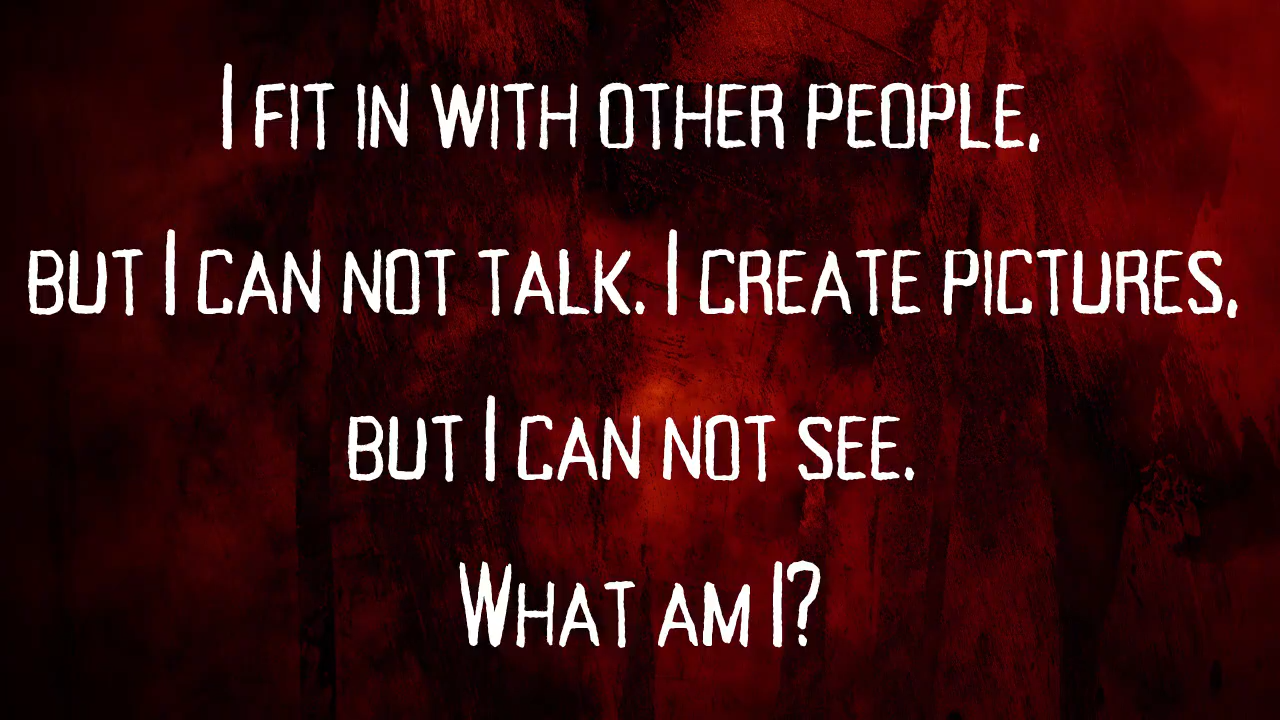 I fit in with other people,
but I can not talk. I create pictures,
but I can not see.
What am I?